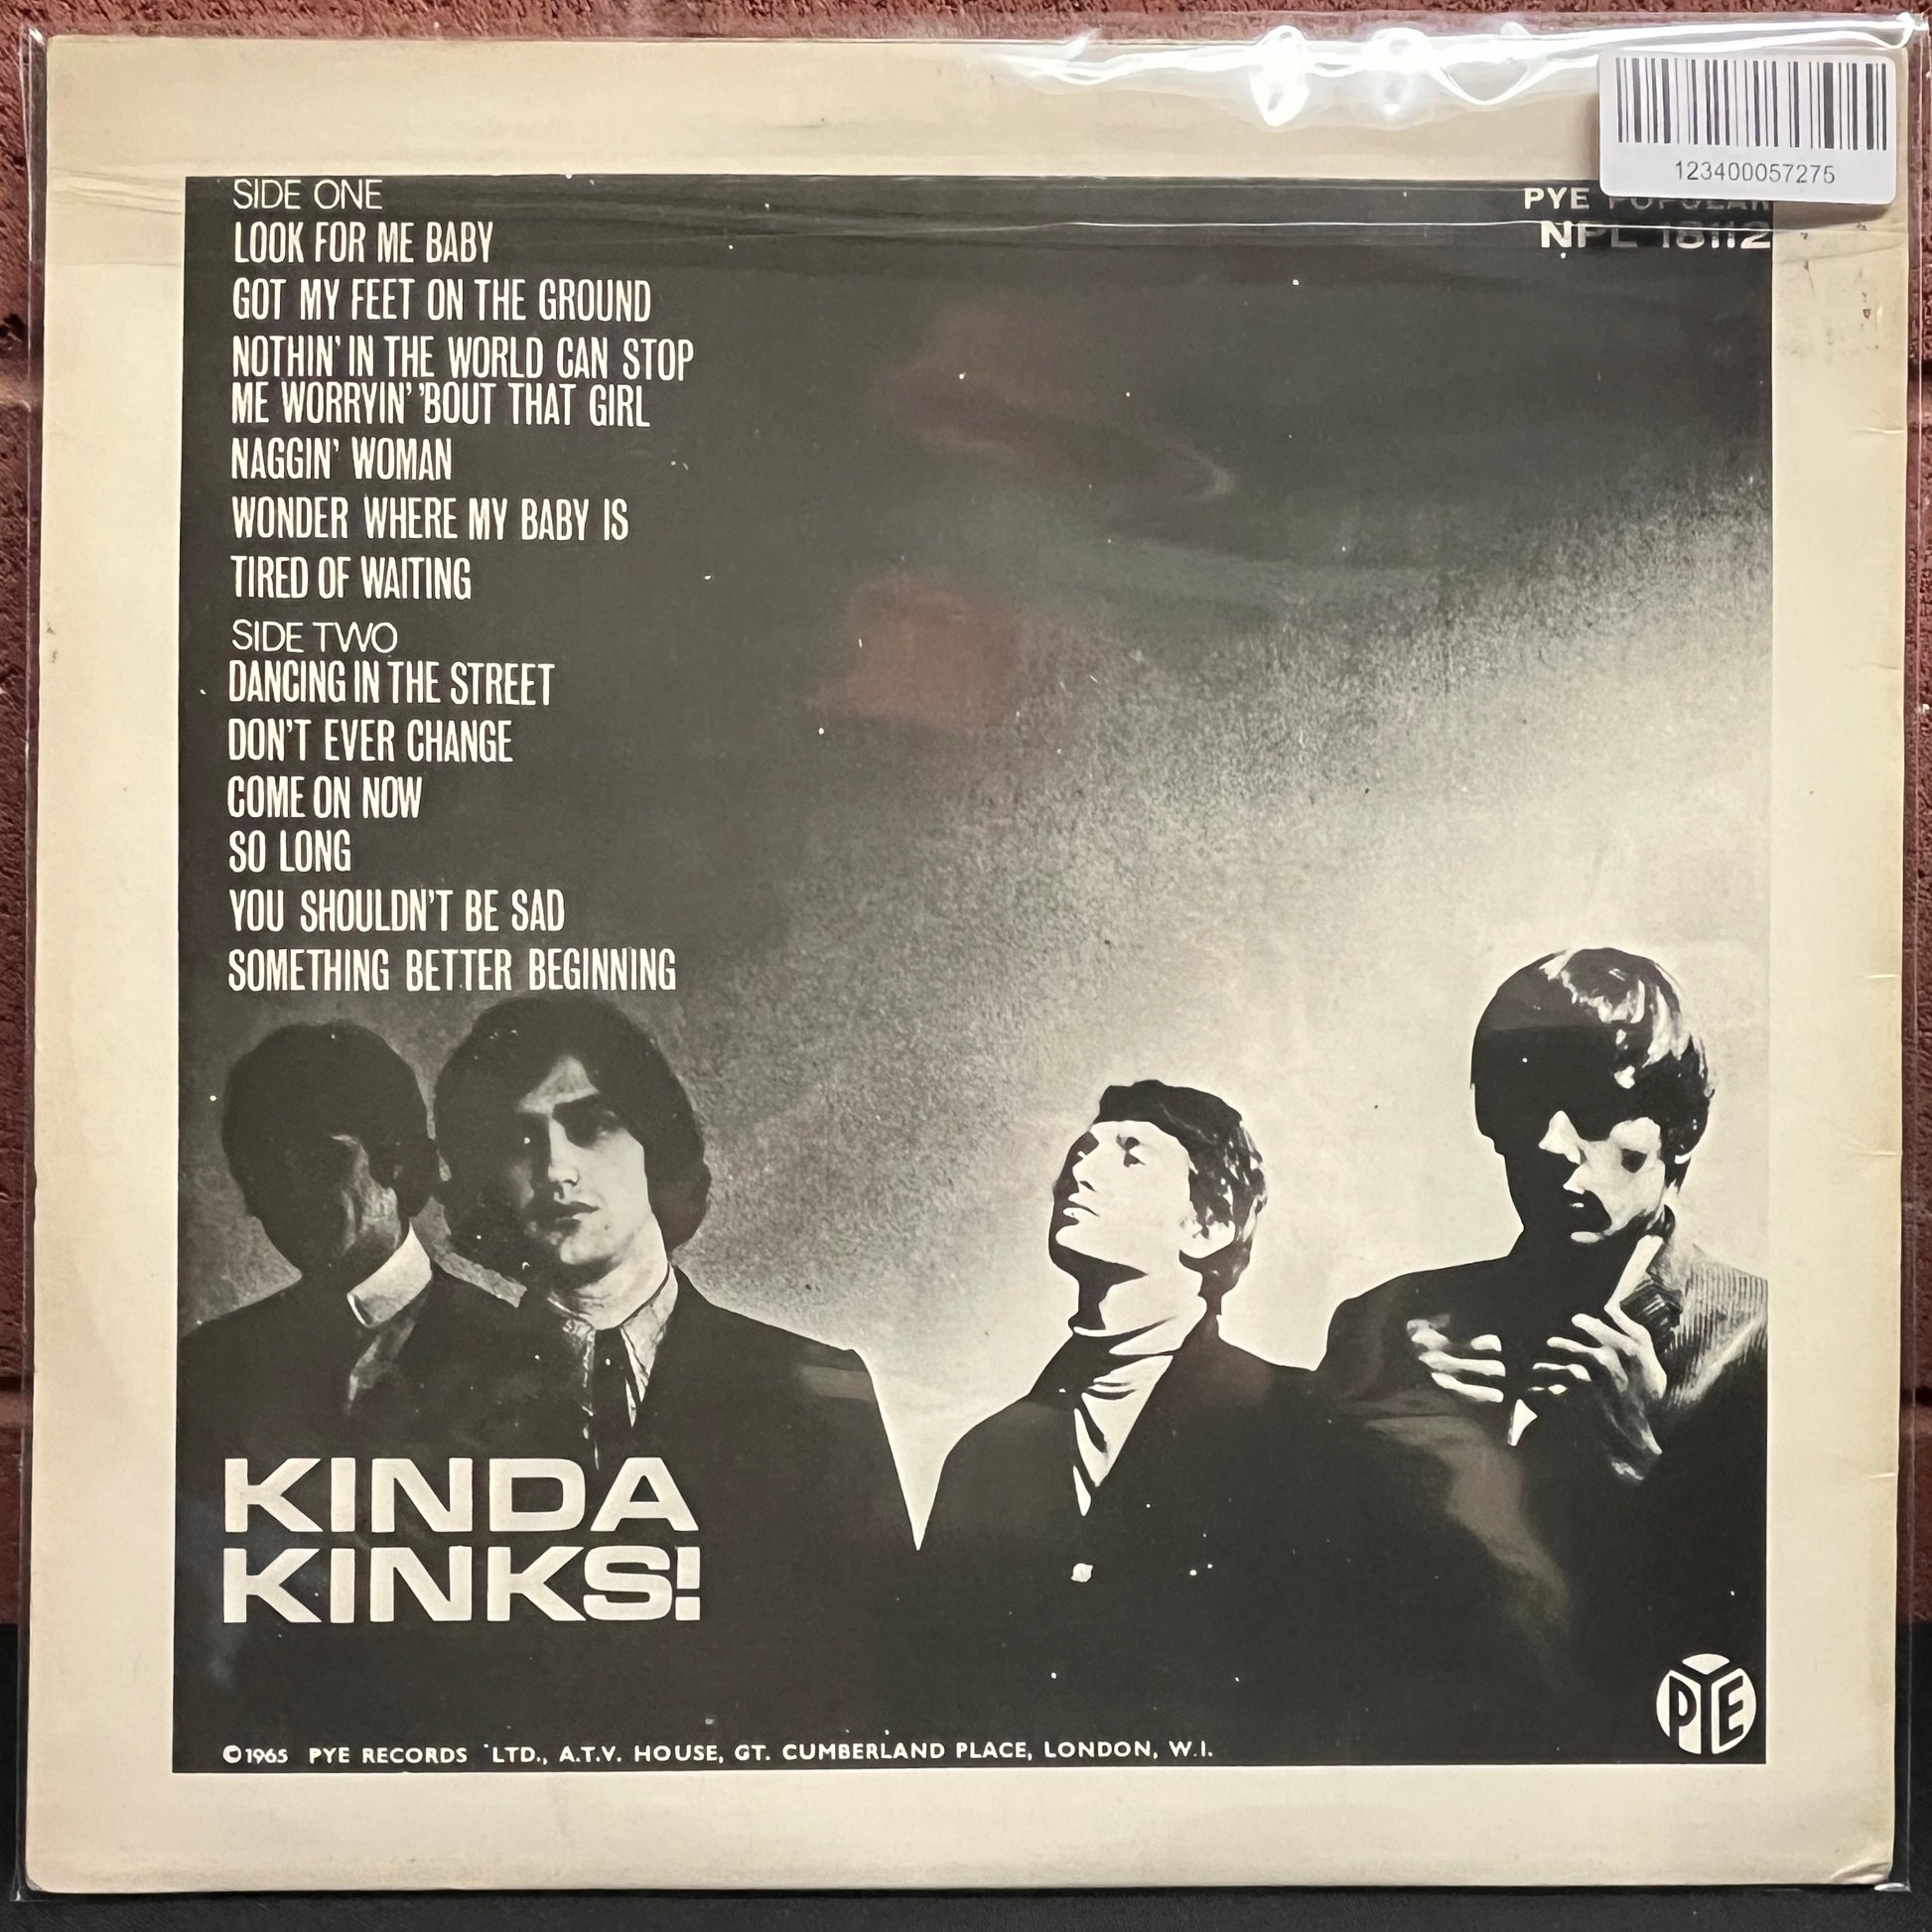 123400057275
SIDE ONE
PYE POPULAR
LOOK FOR ME BABY
NPL 18112
GOT MY FEET ON THE GROUND
NOTHIN' IN THE WORLD CAN STOP
ME WORRYIN' 'BOUT THAT GIRL
NAGGIN' WOMAN
WONDER WHERE MY BABY IS
TIRED OF WAITING
SIDE TWO
DANCING IN THE STREET
DON'T EVER CHANGE
COME ON NOW
SO LONG
YOU SHOULDN'T BE SAD
SOMETHING BETTER BEGINNING
KINDA
KINKS!
PYE
©1965 PYE RECORDS LTD., A.T.V. HOUSE, GT. CUMBERLAND PLACE, LONDON, W.I.